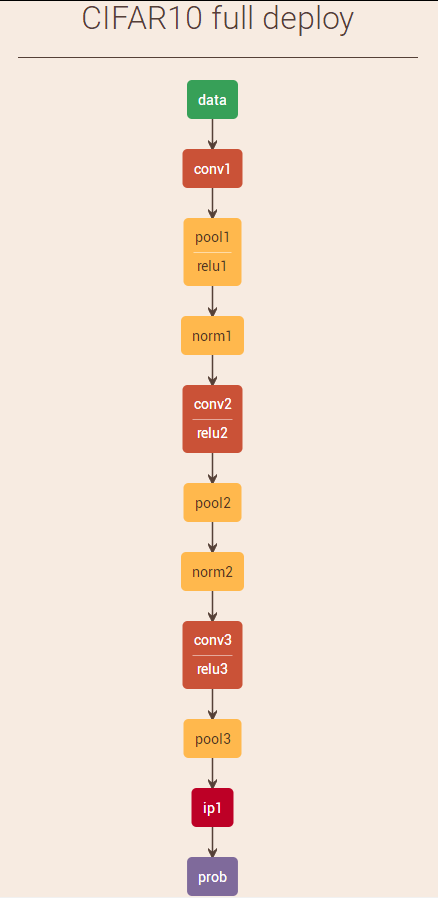 CIFAR10 full deploy
data
conv1
pool1
relu1
norm1
conv2
relu2
pool2
norm2
conv3
relu3
pool3
ip1
prob